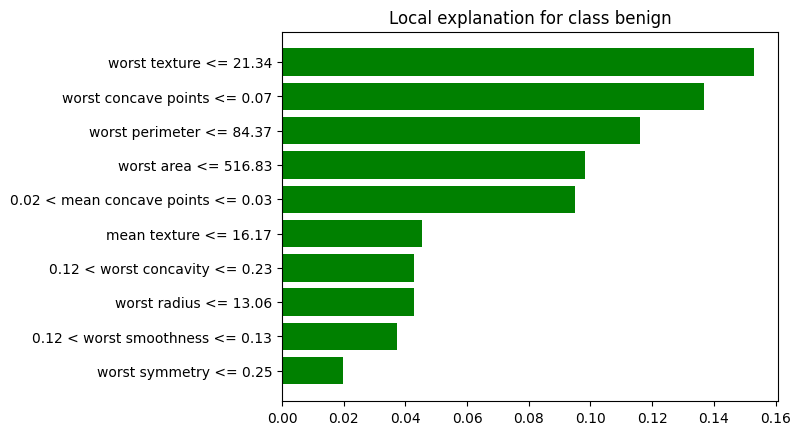 Local explanation for class benign
worst texture <= 21.34
worst concave points <= 0.07
worst perimeter <= 84.37
worst area <= 516.83
0.02 < mean concave points <= 0.03
mean texture <= 16.17
0.12 < worst concavity <= 0.23
worst radius <= 13.06
0.12 < worst smoothness <= 0.13
worst symmetry <= 0.25
0.00 0.02 0.04 0.06 0.08 0.10 0.12 0.14 0.16